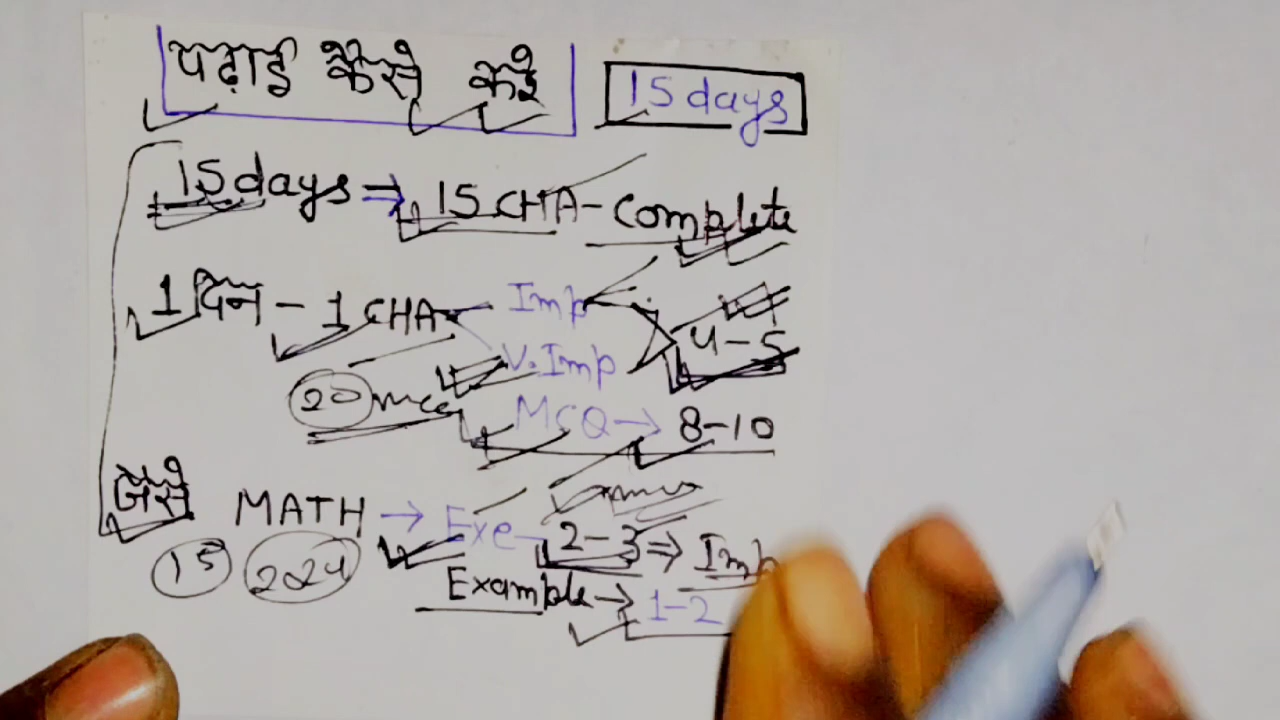 पढ़ाई कैसे करे 15 days
15 days ⇒ 15 CHA - Complete
1 दिन - 1 CHA Imp
V. Imp 4-5
20 MCQ → 8-10
जैसे MATH → Exe - 2-3 ⇒ Imp
15 2024 Example → 1-2